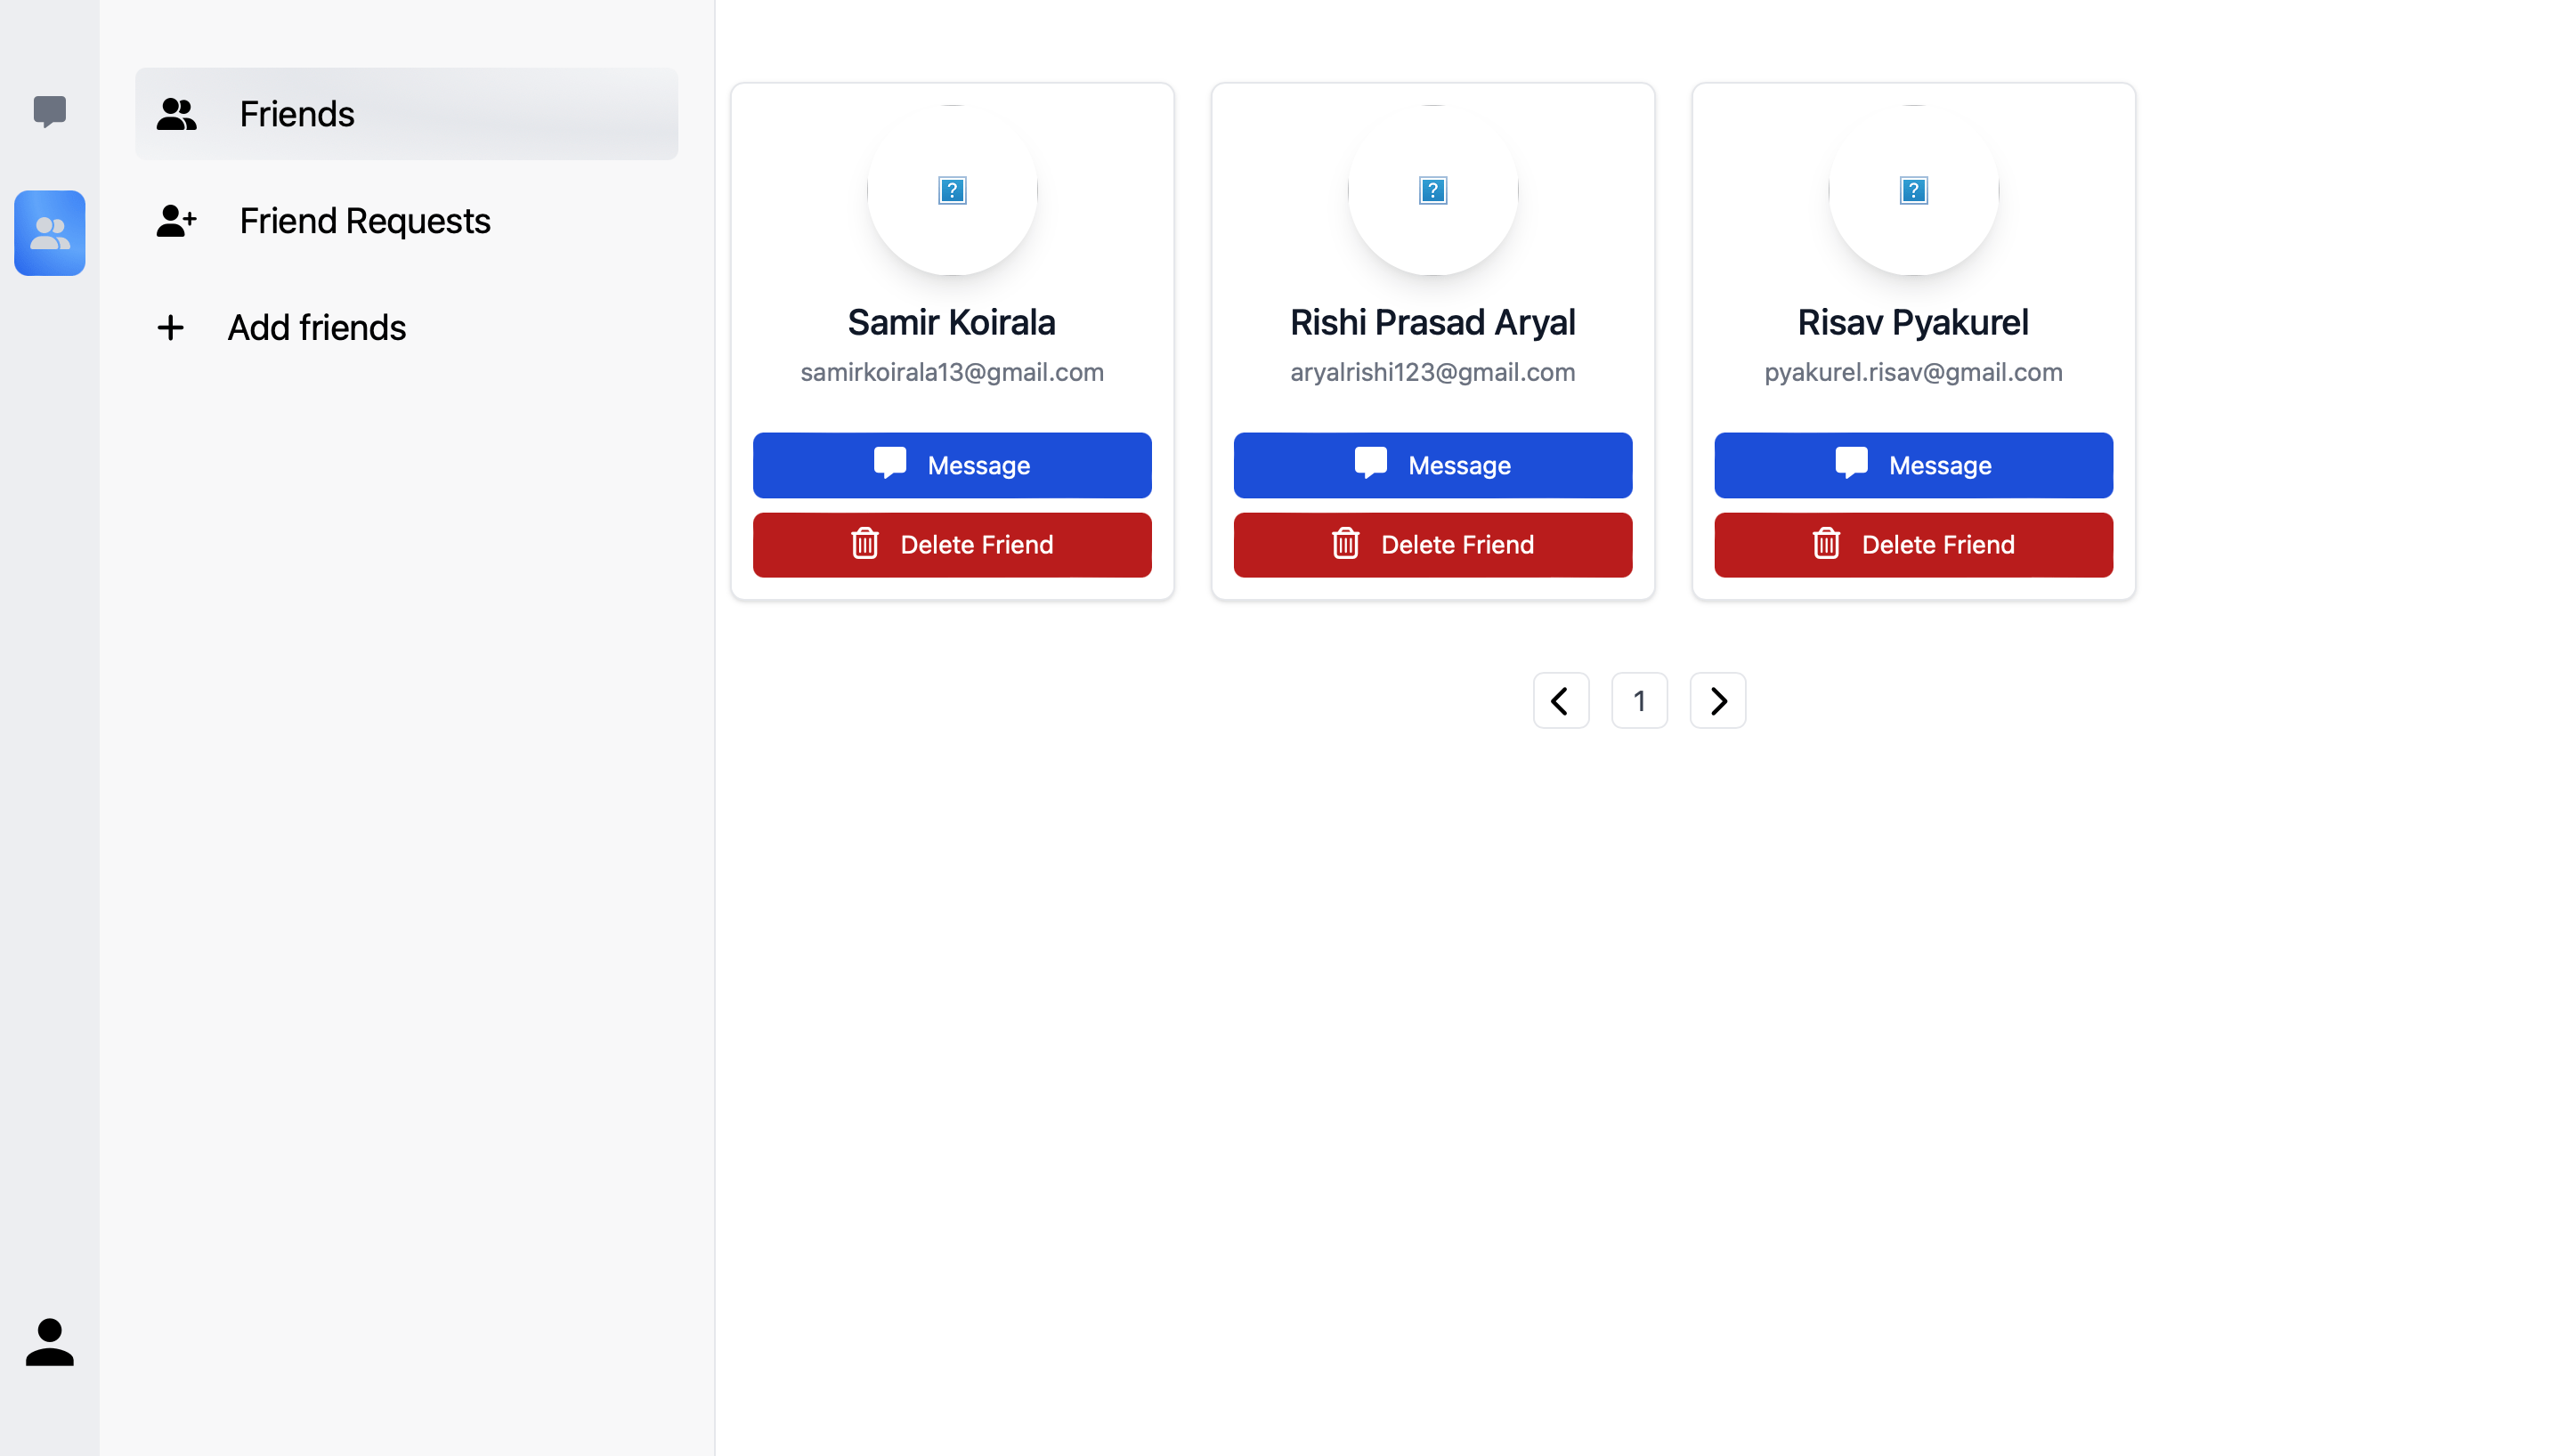 Friends
Friend Requests
Add friends
Samir Koirala
samirkoirala13@gmail.com
Message
Delete Friend
Rishi Prasad Aryal
aryalrishi123@gmail.com
Message
Delete Friend
Risav Pyakurel
pyakurel.risav@gmail.com
Message
Delete Friend
1